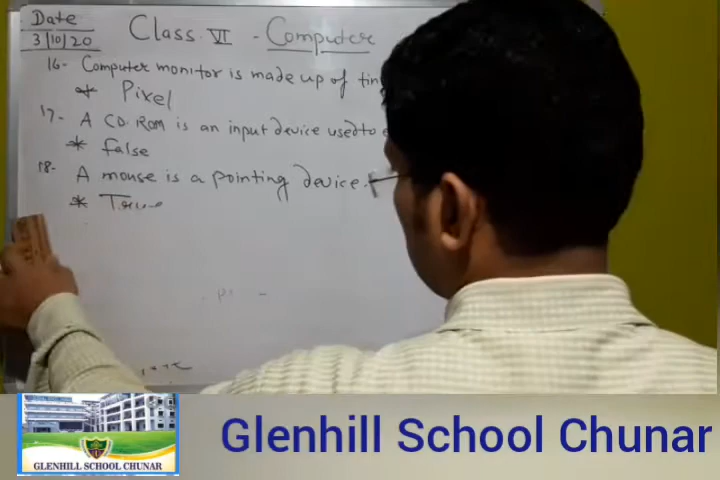 Date
3/10/20
Class VI - Computer
16- Computer monitor is made up of tin
* Pixel
17- A CD-ROM is an input device used to
* false
18- A mouse is a pointing device.
* True
GLENHILL SCHOOL CHUNAR
Glenhill School Chunar